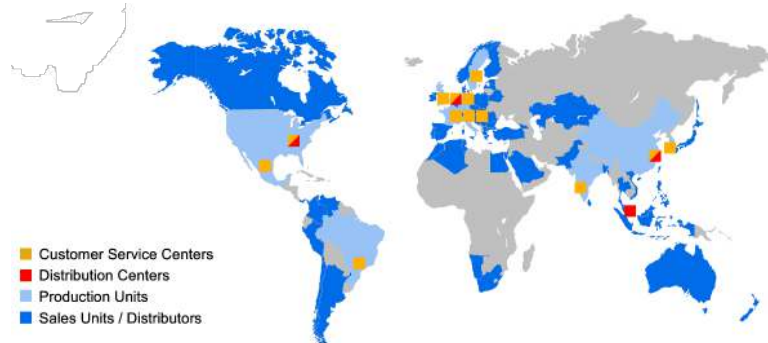 Customer Service Centers
Distribution Centers
Production Units
Sales Units / Distributors